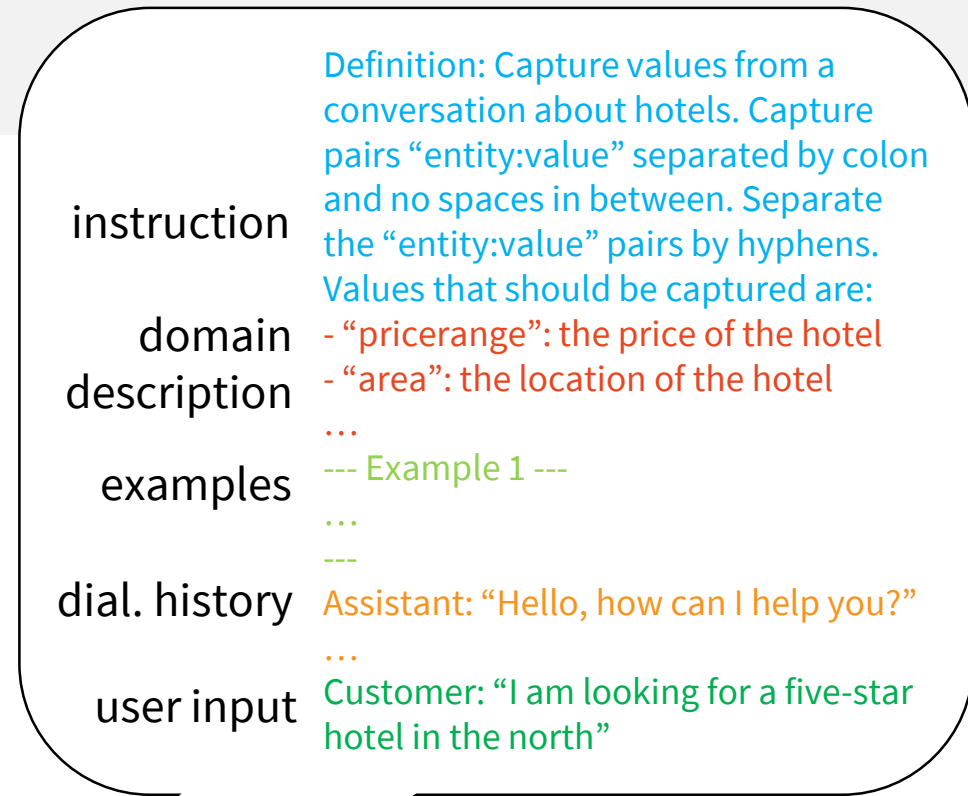 Definition: Capture values from a
conversation about hotels. Capture
pairs “entity:value” separated by colon
instruction and no spaces in between. Separate
the “entity:value” pairs by hyphens.
Values that should be captured are:
domain - “pricerange”: the price of the hotel
description - “area”: the location of the hotel
…
examples --- Example 1 ---
…
---
dial. history Assistant: “Hello, how can I help you?”
…
user input Customer: “I am looking for a five-star
hotel in the north”